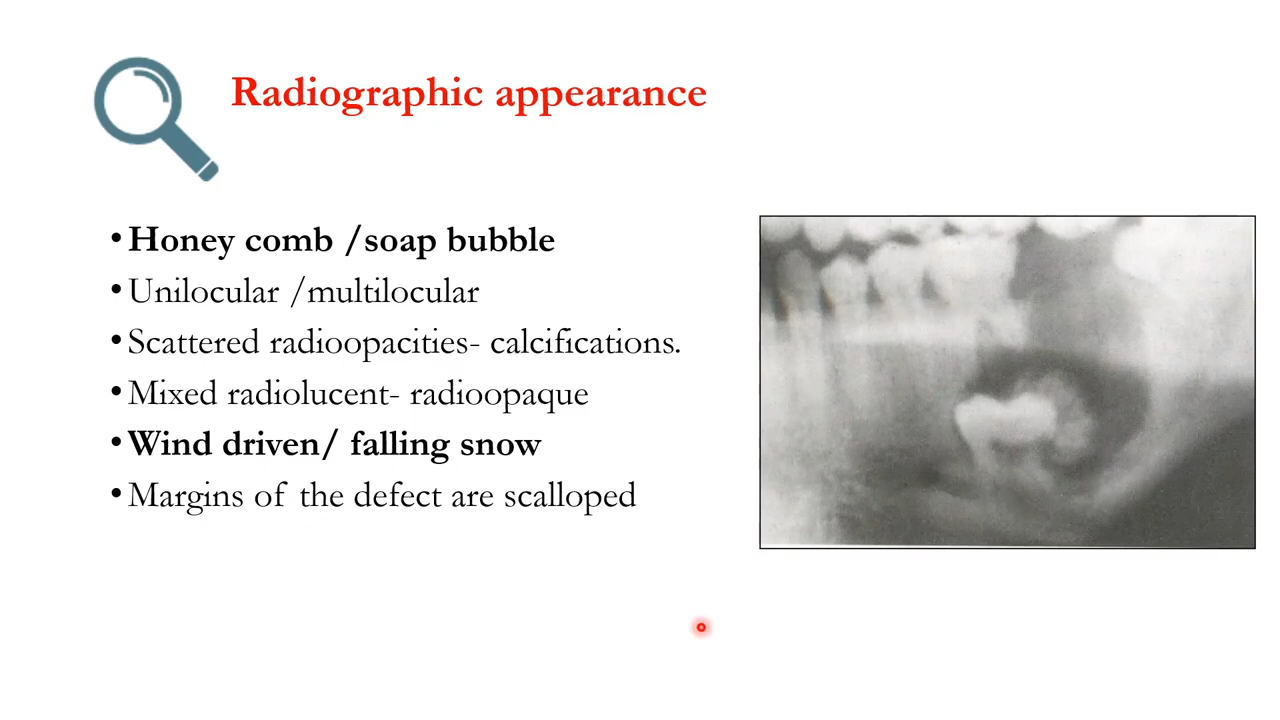 Radiographic appearance
•Honey comb /soap bubble
•Unilocular /multilocular
•Scattered radioopacities- calcifications.
•Mixed radiolucent- radioopaque
•Wind driven/ falling snow
•Margins of the defect are scalloped